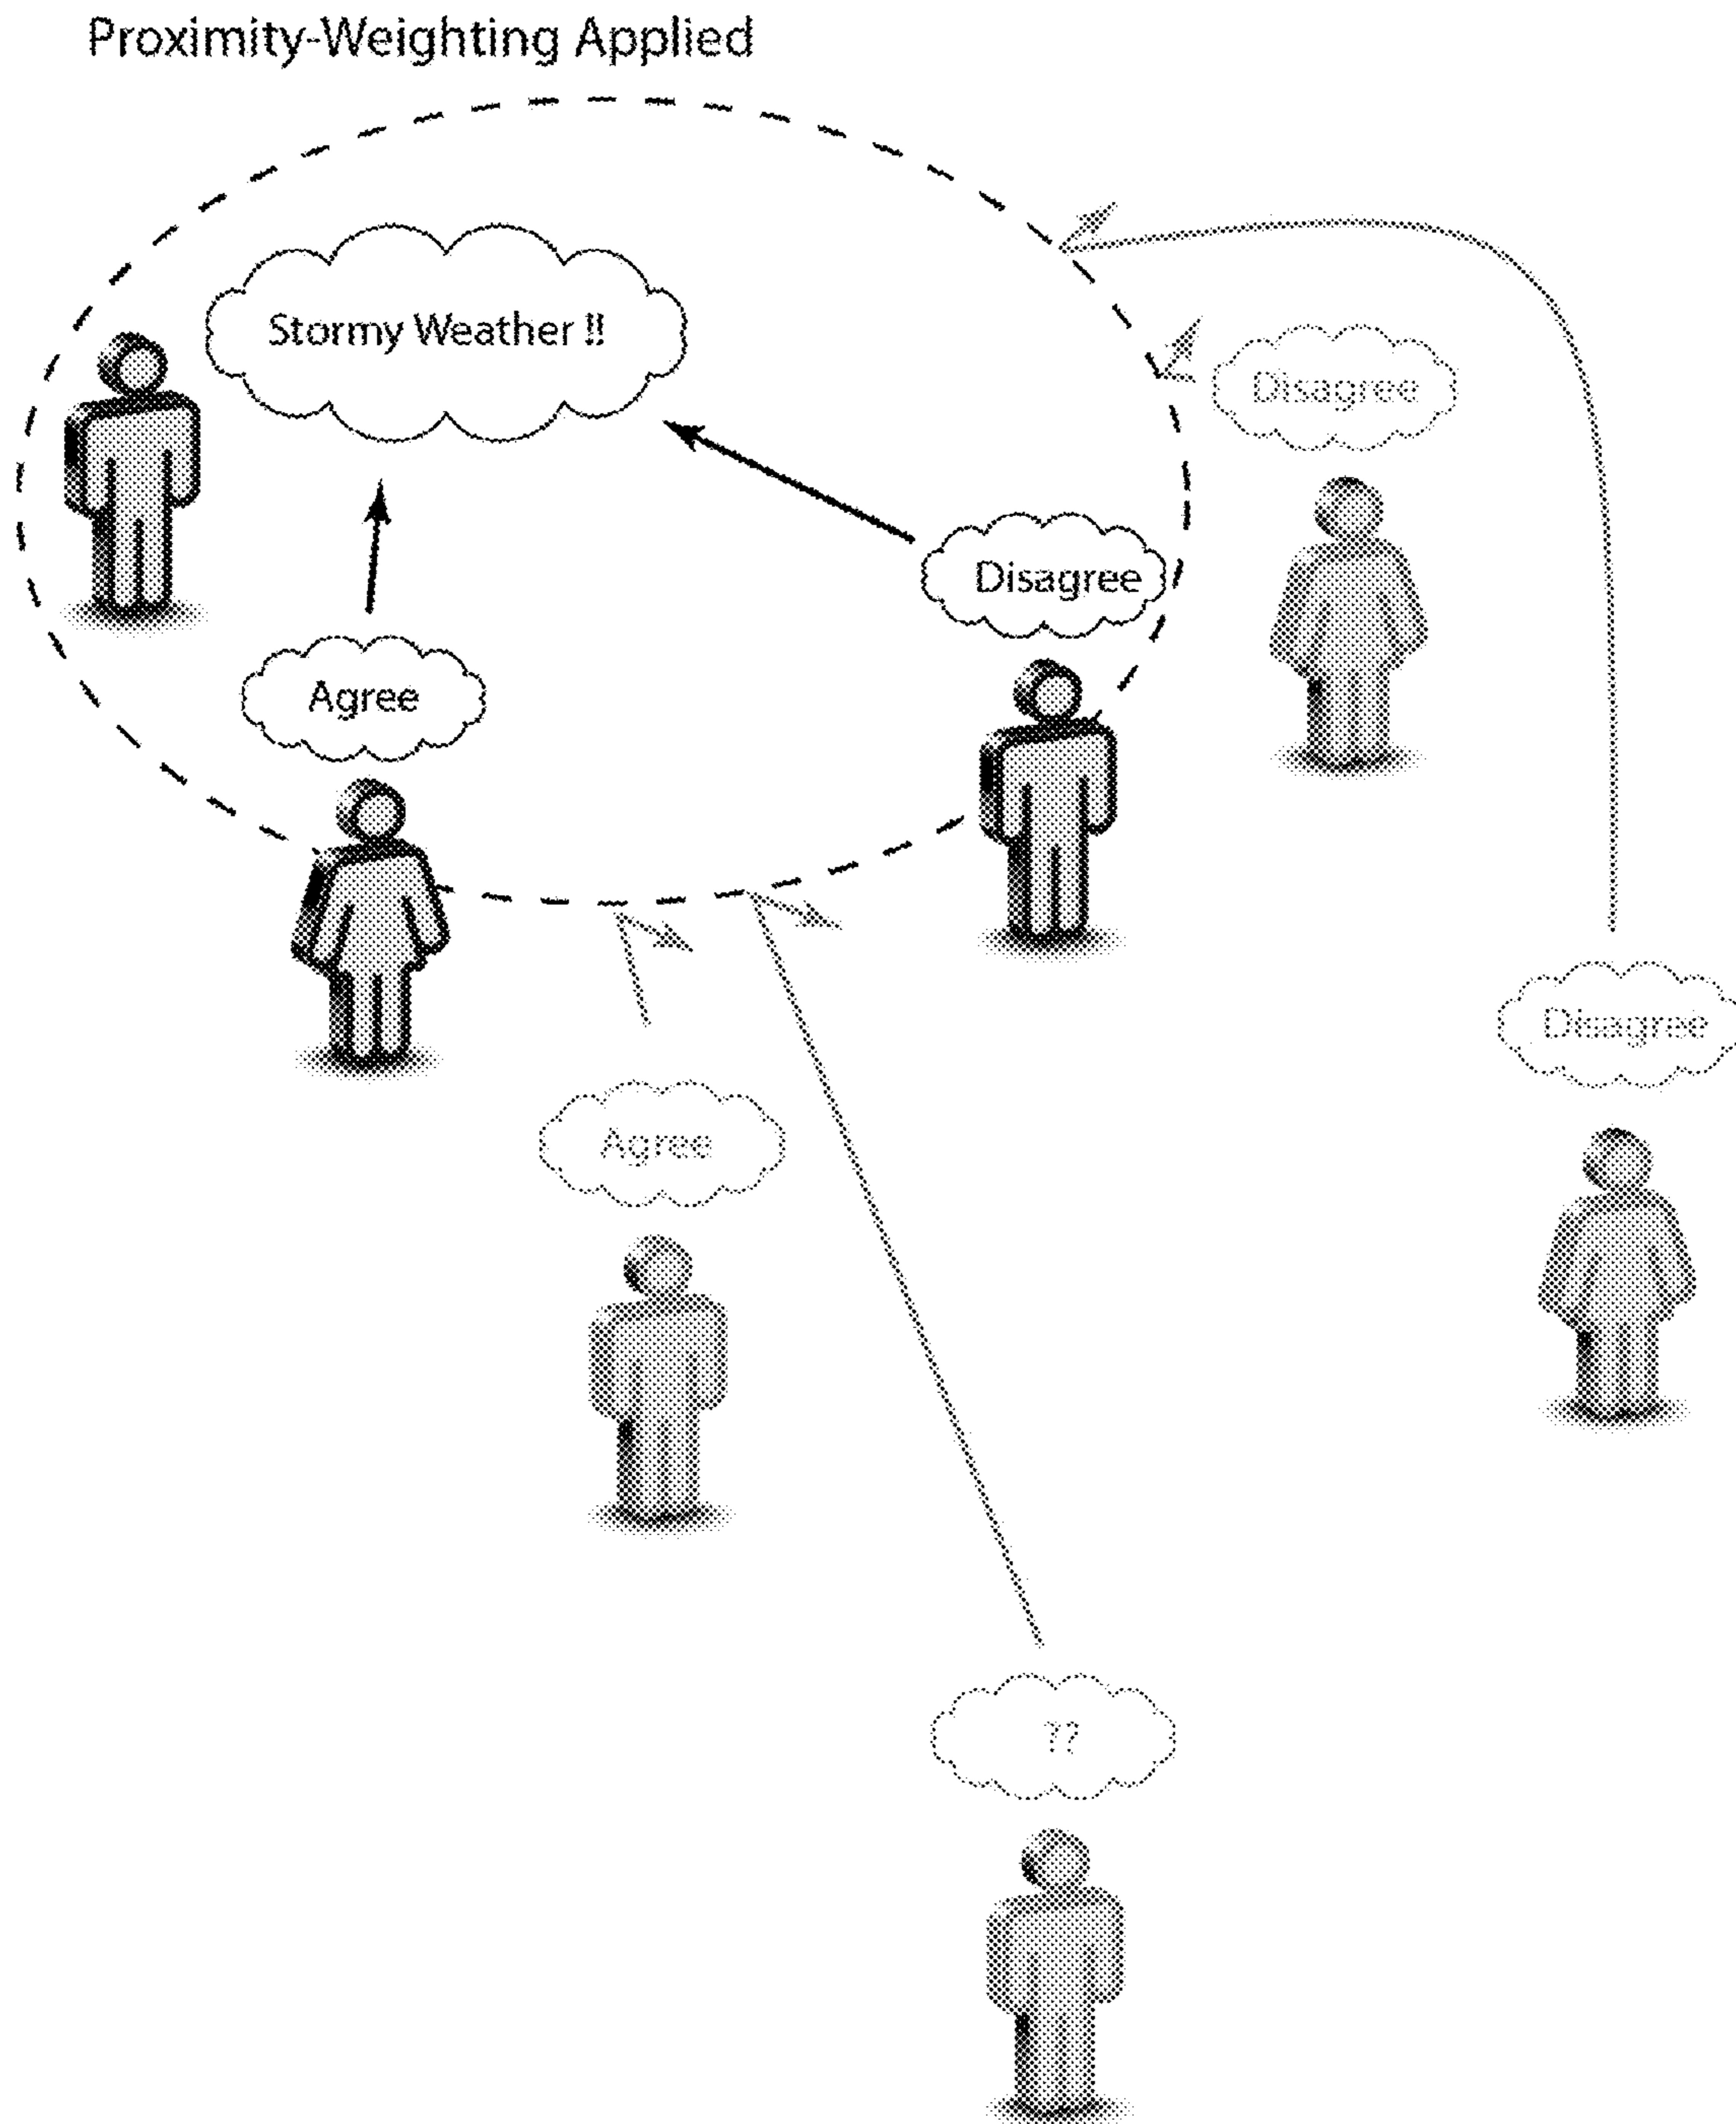 Proximity-Weighting Applied
Stormy Weather !!
Disagree
Disagree
Agree
Disagree
Agree
??